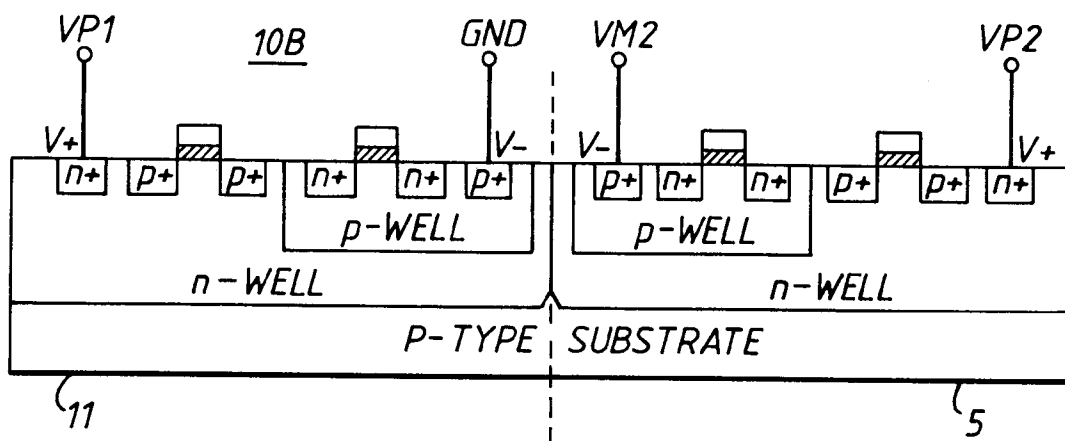 VP1 10B GND VM2 VP2
V+ V- V- V+
n+ p+ p+ n+ n+ p+ p+ n+ n+ p+ p+ n+
p-WELL p-WELL
n-WELL n-WELL
P-TYPE SUBSTRATE
11 5